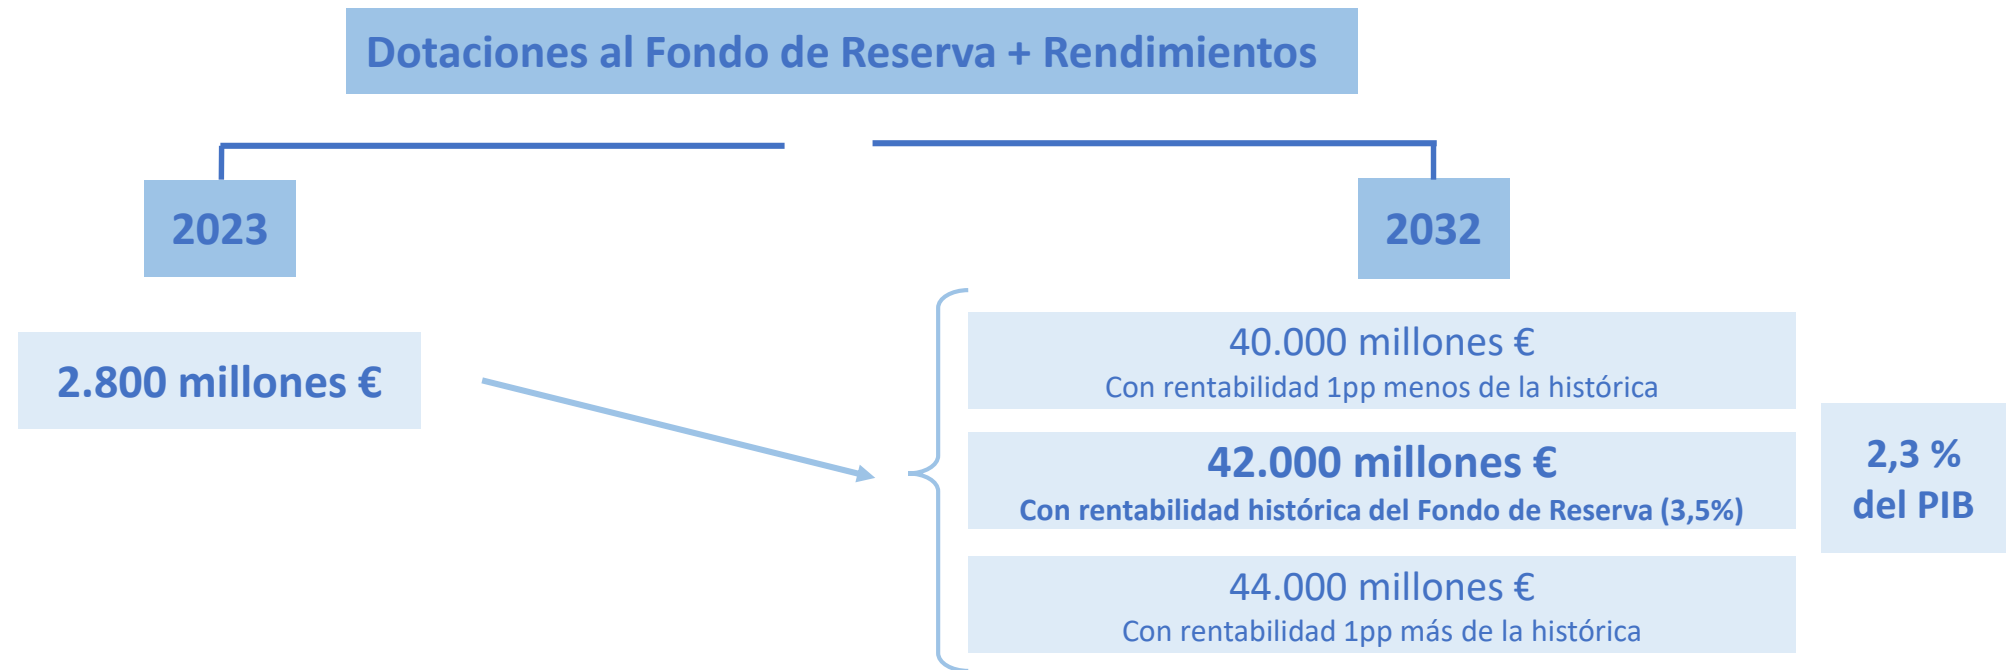 Dotaciones al Fondo de Reserva + Rendimientos
2023
2032
2.800 millones €
40.000 millones €
Con rentabilidad 1pp menos de la histórica
42.000 millones €
Con rentabilidad histórica del Fondo de Reserva (3,5%)
44.000 millones €
Con rentabilidad 1pp más de la histórica
2,3 %
del PIB